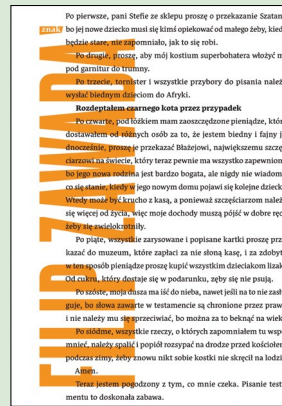 Po pierwsze, pani Stefie ze sklepu proszę o przekazanie Szatan
znak
bo jej nowe dziecko musi się kimś opiekować od małego żeby, kied
będzie stare, nie zapomniało, jak to się robi.
Po drugie, proszę, aby mój kostium superbohatera włożyć m
pod garnitur do trumny.
Po trzecie, tornister i wszystkie przybory do pisania należ
wysłać biednym dzieciom do Afryki.
Rozdeptałem czarnego kota przez przypadek
Po czwarte, pod łóżkiem mam zaoszczędzone pieniądze, któr
dostawałem od różnych osób za to, że jestem biedny i fajny j
dnocześnie, proszę je przekazać Błażejowi, największemu szczę
ciarzowi na świecie, który teraz pewnie ma wszystko zapewnion
bo jego nowa rodzina jest bardzo bogata, ale nigdy nie wiadom
co się stanie, kiedy w jego nowym domu pojawi się kolejne dzieck
Wtedy może być krucho z kasą, a ponieważ szczęściarzom należ
się więcej od życia, więc moje dochody muszą pójść w dobre ręc
żeby się zwielokrotniły.
Po piąte, wszystkie zarysowane i popisane kartki proszę prz
kazać do muzeum, które zapłaci za nie słoną kasę, i za zdobyt
w ten sposób pieniądze proszę kupić wszystkim dzieciakom lizak
Od cukru, który dostaje się w podarunku, zęby się nie psują.
Po szóste, moja dusza ma iść do nieba, nawet jeśli na to nie zasł
guje, bo słowa zawarte w testamencie są chronione przez praw
i nie należy mu się sprzeciwiać, bo można za to beknąć na wiek
Po siódme, wszystkie rzeczy, o których zapomniałem tu wspo
mnieć, należy spalić i popiół rozsypać na drodze przed kościołe
podczas zimy, żeby znowu nikt sobie kostki nie skręcił na lodzi
Amen.
Teraz jestem pogodzony z tym, co mnie czeka. Pisanie test
mentu to doskonała zabawa.